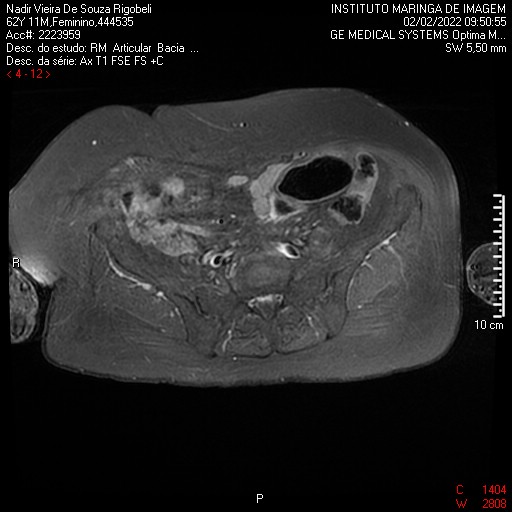 Nadir Vieira De Souza Rigobeli
62Y 11M,Feminino,444535
Acc#: 2223959
Desc. do estudo: RM Articular Bacia ...
Desc. da série: Ax T1 FSE FS +C
< 4 - 12 >
INSTITUTO MARINGA DE IMAGEM
02/02/2022 09:50:55
GE MEDICAL SYSTEMS Optima M...
SW 5,50 mm
R
10 cm
P
C 1404
W 2808